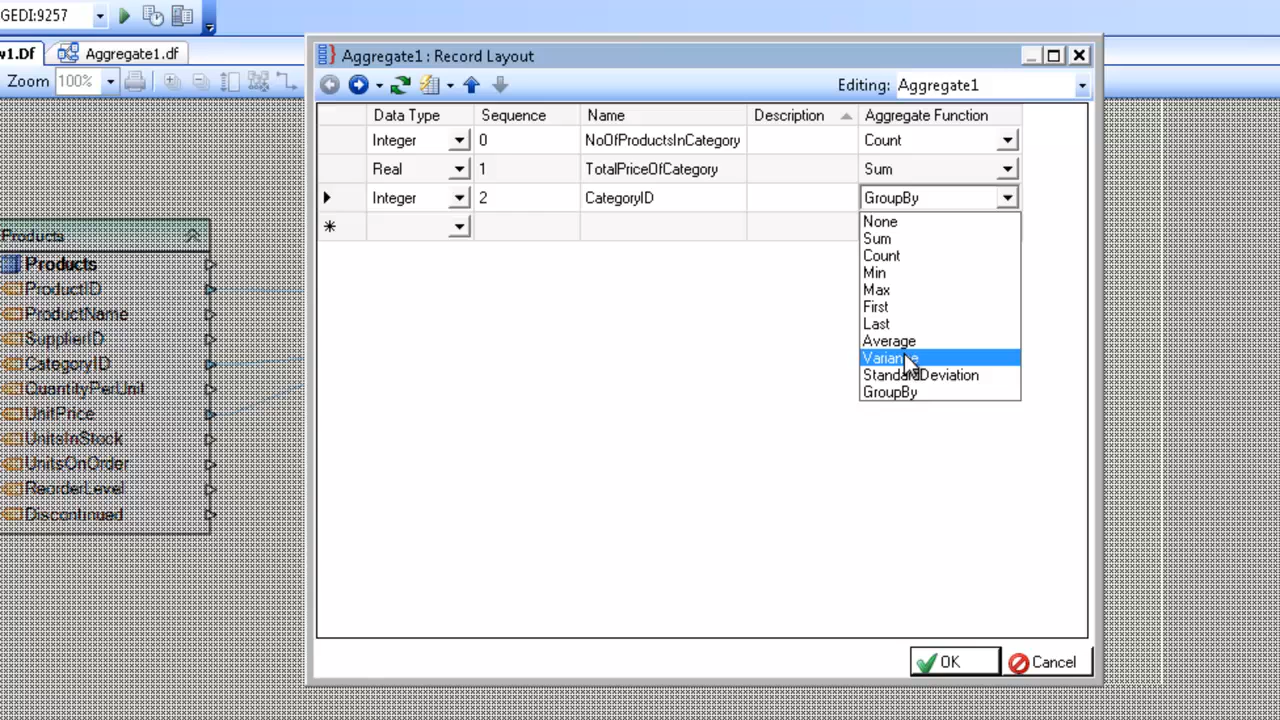 GEDI:9257
v1.Df
Aggregate1.df
Zoom 100%
Aggregate1 : Record Layout
Editing: Aggregate1
Data Type Sequence Name Description Aggregate Function
Integer 0 NoOfProductsInCategory Count
Real 1 TotalPriceOfCategory Sum
Integer 2 CategoryID GroupBy
None
Sum
Count
Min
Max
First
Last
Average
Variance
StandardDeviation
GroupBy
Products
Products
ProductID
ProductName
SupplierID
CategoryID
QuantityPerUnit
UnitPrice
UnitsInStock
UnitsOnOrder
ReorderLevel
Discontinued
OK Cancel